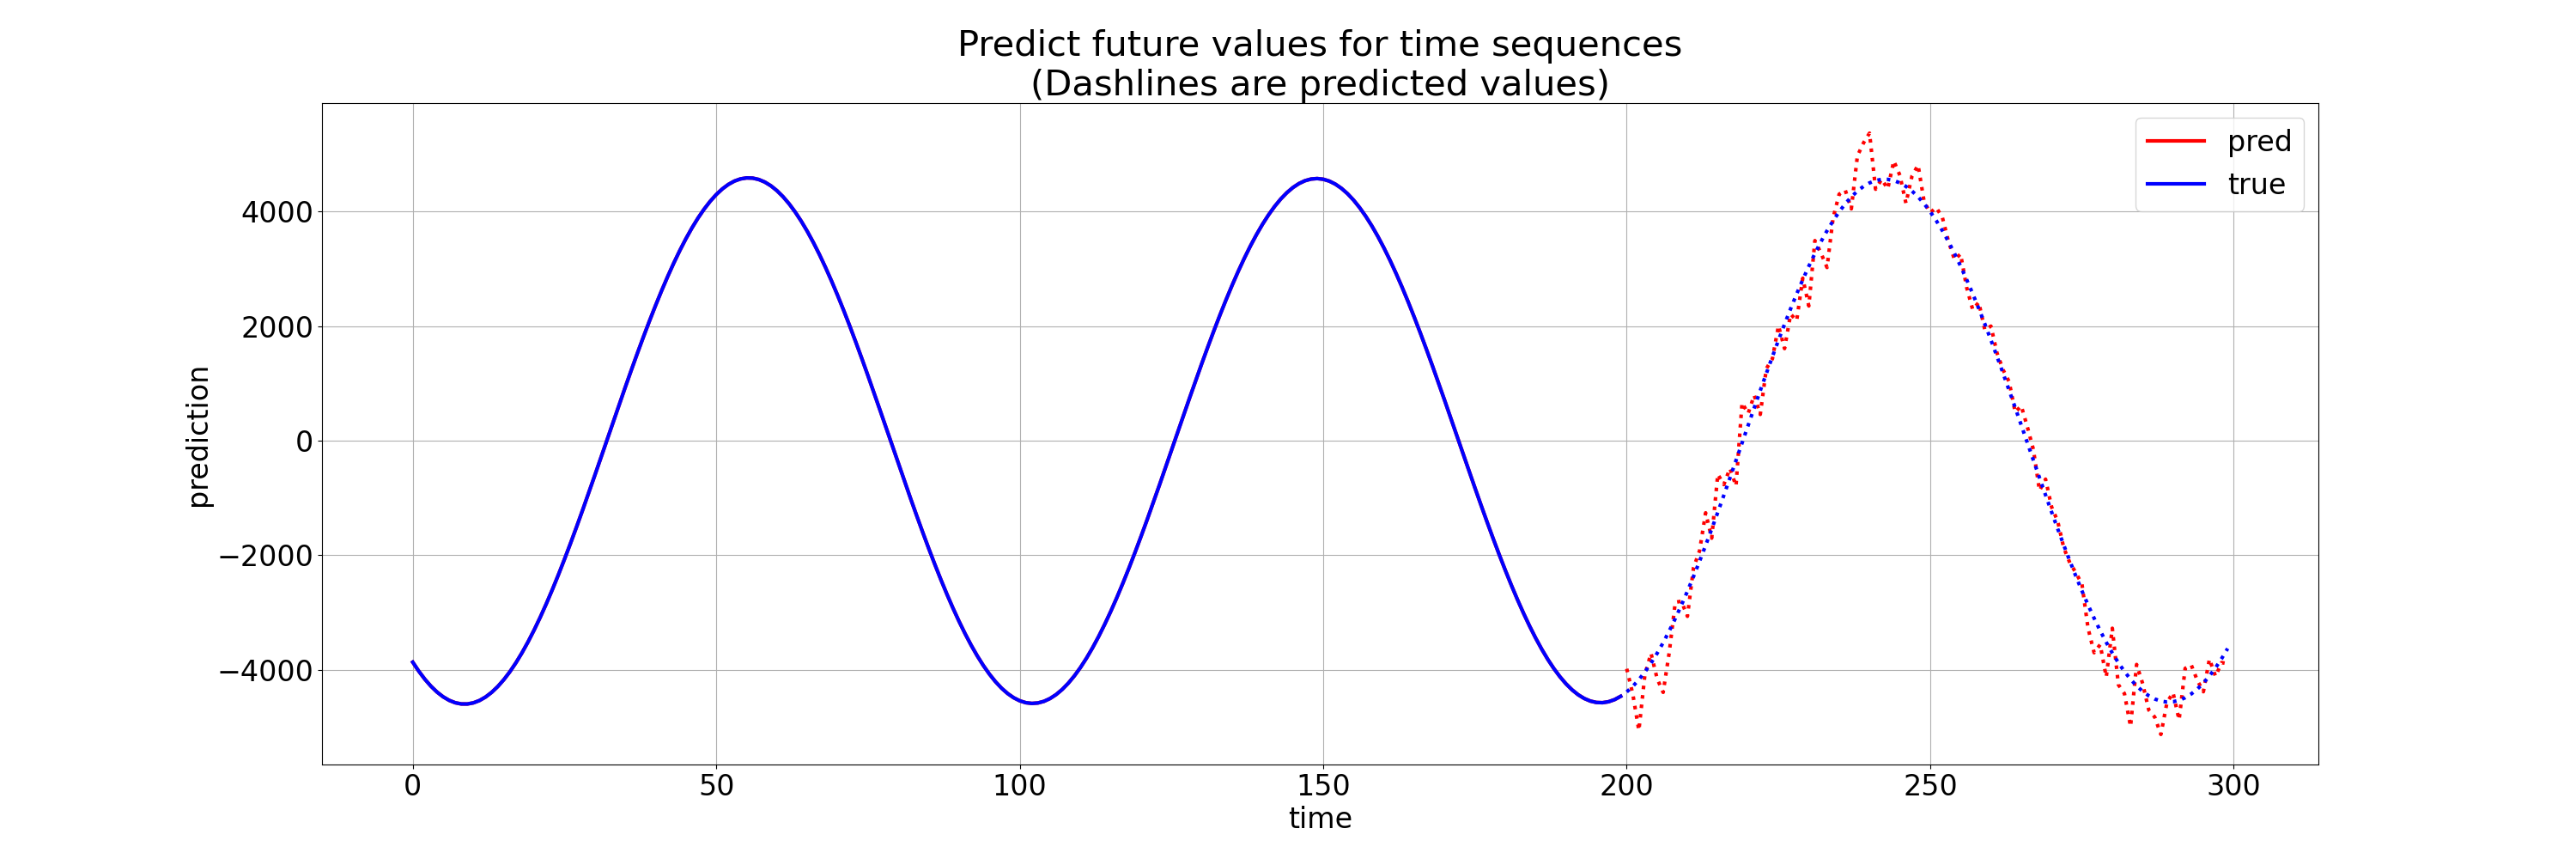 Predict future values for time sequences
(Dashlines are predicted values)
pred
true
4000
2000
0
−2000
−4000
prediction
0
50
100
150
200
250
300
time